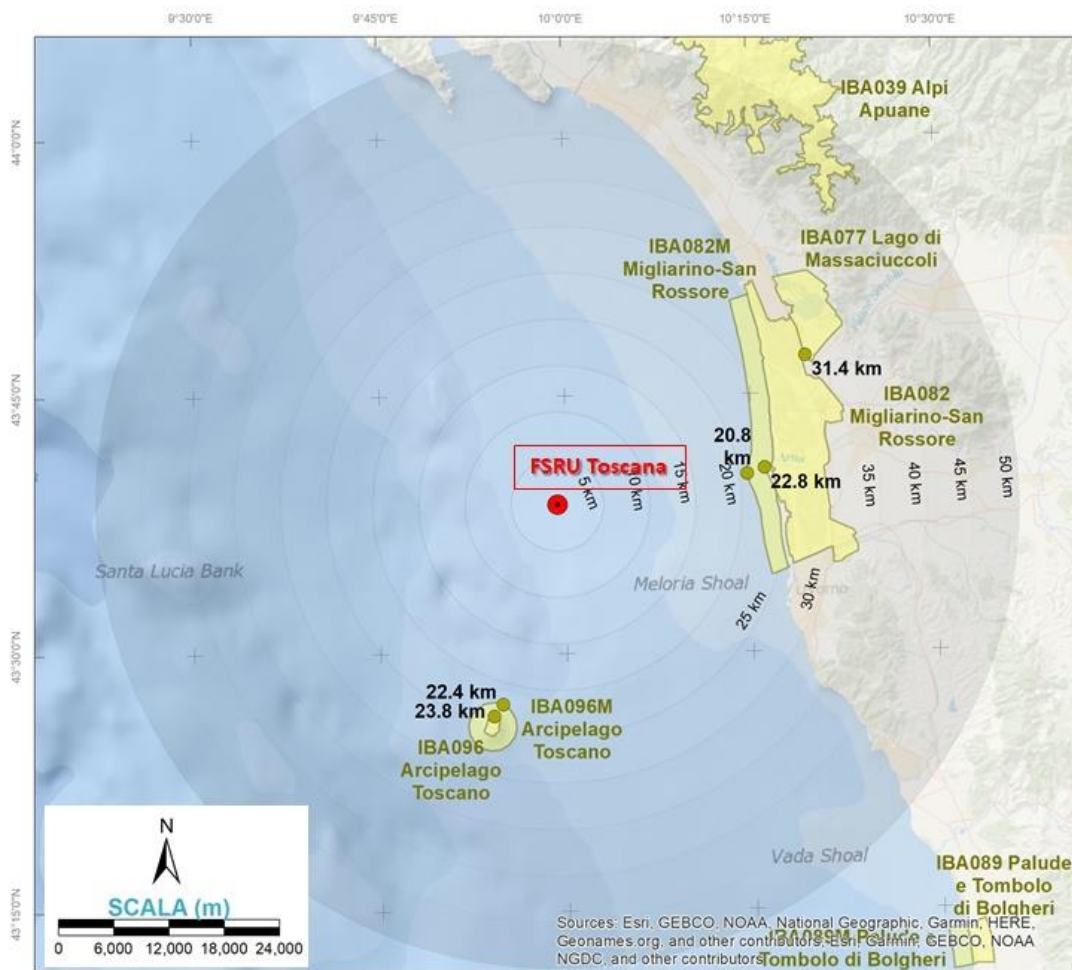 9°30'0"E
9°45'0"E
10°0'0"E
10°15'0"E
10°30'0"E
44°0'0"N
43°45'0"N
43°30'0"N
43°15'0"N
IBA039 Alpi
Apuane
IBA077 Lago di
Massaciuccoli
IBA082M
Migliarino-San
Rossore
31.4 km
IBA082
Migliarino-San
Rossore
20.8
km
22.8 km
FSRU Toscana
5 km
10 km
15 km
20 km
25 km
30 km
35 km
40 km
45 km
50 km
Santa Lucia Bank
Meloria Shoal
22.4 km
23.8 km
IBA096M
Arcipelago
Toscano
IBA096
Arcipelago
Toscano
Vada Shoal
IBA089 Palude
e Tombolo
di Bolgheri
IBA089M Palude e
Tombolo di Bolgheri
N
SCALA (m)
0 6,000 12,000 18,000 24,000
Sources: Esri, GEBCO, NOAA, National Geographic, Garmin, HERE,
Geonames.org, and other contributors, Esri, Garmin, GEBCO, NOAA
NGDC, and other contributors